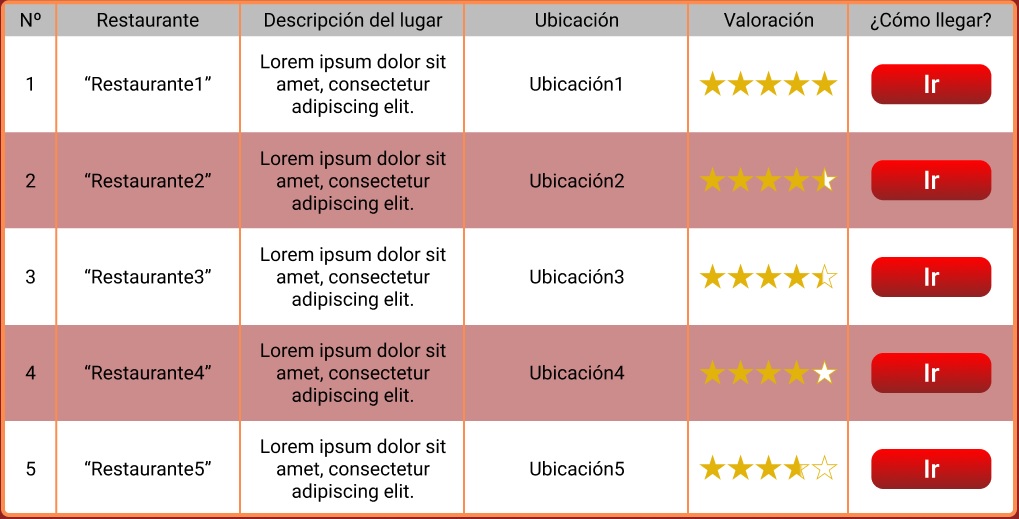 Nº Restaurante Descripción del lugar Ubicación Valoración ¿Cómo llegar?
1 “Restaurante1” Lorem ipsum dolor sit
amet, consectetur
adipiscing elit. Ubicación1 Ir
2 “Restaurante2” Lorem ipsum dolor sit
amet, consectetur
adipiscing elit. Ubicación2 Ir
3 “Restaurante3” Lorem ipsum dolor sit
amet, consectetur
adipiscing elit. Ubicación3 Ir
4 “Restaurante4” Lorem ipsum dolor sit
amet, consectetur
adipiscing elit. Ubicación4 Ir
5 “Restaurante5” Lorem ipsum dolor sit
amet, consectetur
adipiscing elit. Ubicación5 Ir